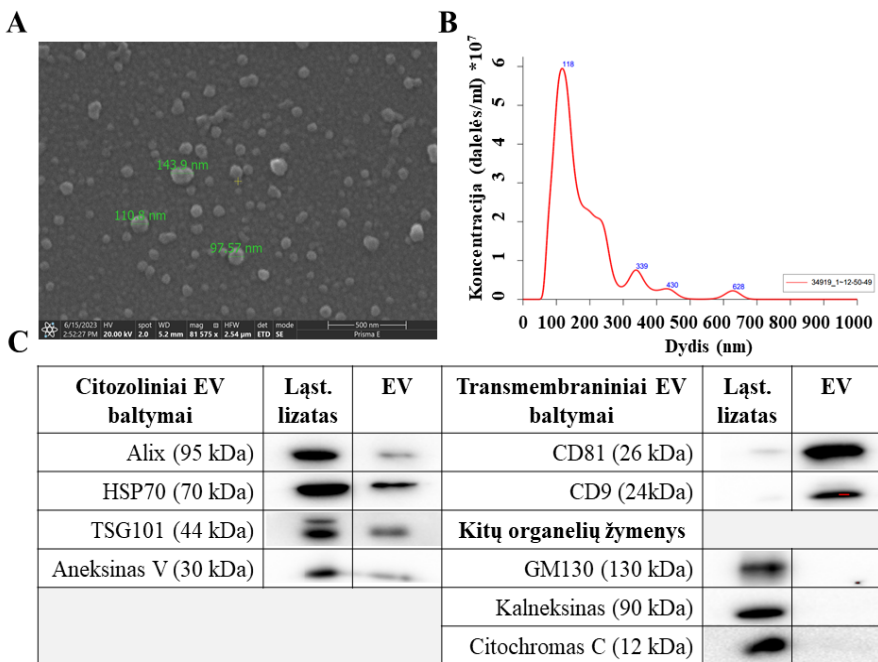 A
143.9 nm
110.8 nm
97.57 nm
6/15/2023 HV spot WD mag HFW det mode
2:52:27 PM 20.00 kV 2.0 5.2 mm 81 575 x 2.54 µm ETD SE Prisma E
500 nm
B
Koncentracija (dalelės/ml) *10⁷
6
5
4
3
2
1
0
118
339
430
628
34919_1~12-50-49
0 100 200 300 400 500 600 700 800 900 1000
Dydis (nm)
C
Citozoliniai EV baltymai Ląst. lizatas EV
Alix (95 kDa)
HSP70 (70 kDa)
TSG101 (44 kDa)
Aneksinas V (30 kDa)
Transmembraniniai EV baltymai Ląst. lizatas EV
CD81 (26 kDa)
CD9 (24kDa)
Kitų organelių žymenys
GM130 (130 kDa)
Kalneksinas (90 kDa)
Citochromas C (12 kDa)